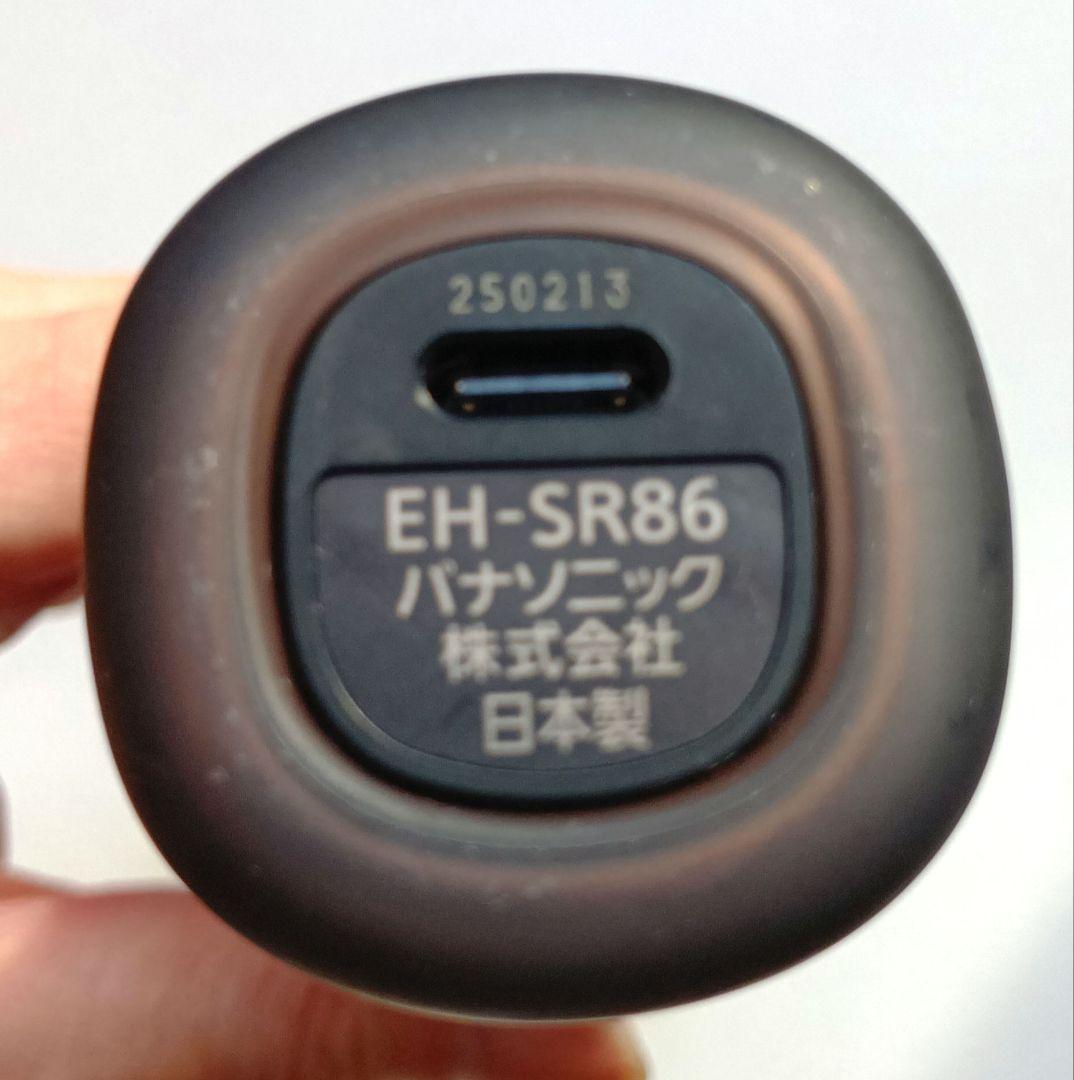 250213
EH-SR86
パナソニック
株式会社
日本製